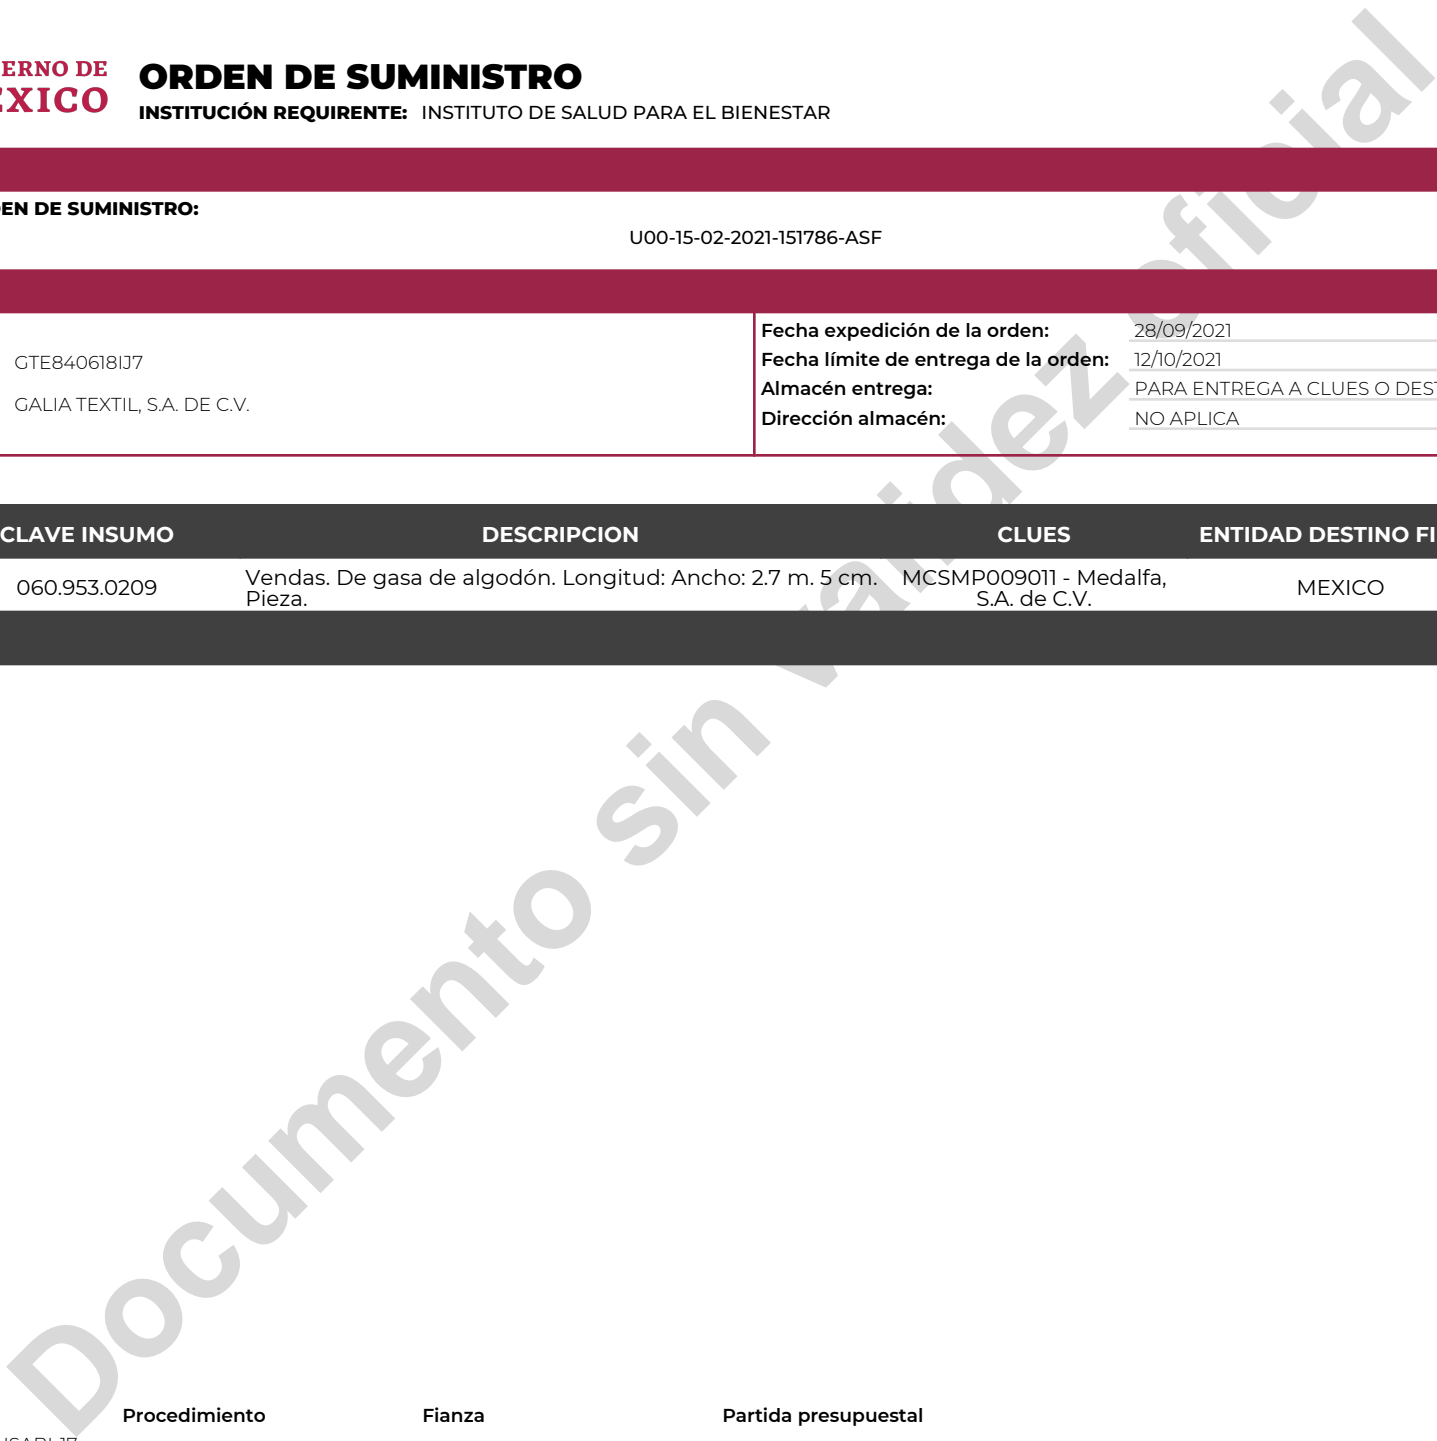 ERNO DE
EXICO
ORDEN DE SUMINISTRO
INSTITUCIÓN REQUIRENTE: INSTITUTO DE SALUD PARA EL BIENESTAR
EN DE SUMINISTRO:
U00-15-02-2021-151786-ASF
GTE840618IJ7
GALIA TEXTIL, S.A. DE C.V.
Fecha expedición de la orden: 28/09/2021
Fecha límite de entrega de la orden: 12/10/2021
Almacén entrega: PARA ENTREGA A CLUES O DEST
Dirección almacén: NO APLICA
CLAVE INSUMO DESCRIPCION CLUES ENTIDAD DESTINO FI
060.953.0209
Vendas. De gasa de algodón. Longitud: Ancho: 2.7 m. 5 cm.
Pieza.
MCSMP009011 - Medalfa,
S.A. de C.V.
MEXICO
Documento sin validez oficial
Procedimiento Fianza Partida presupuestal